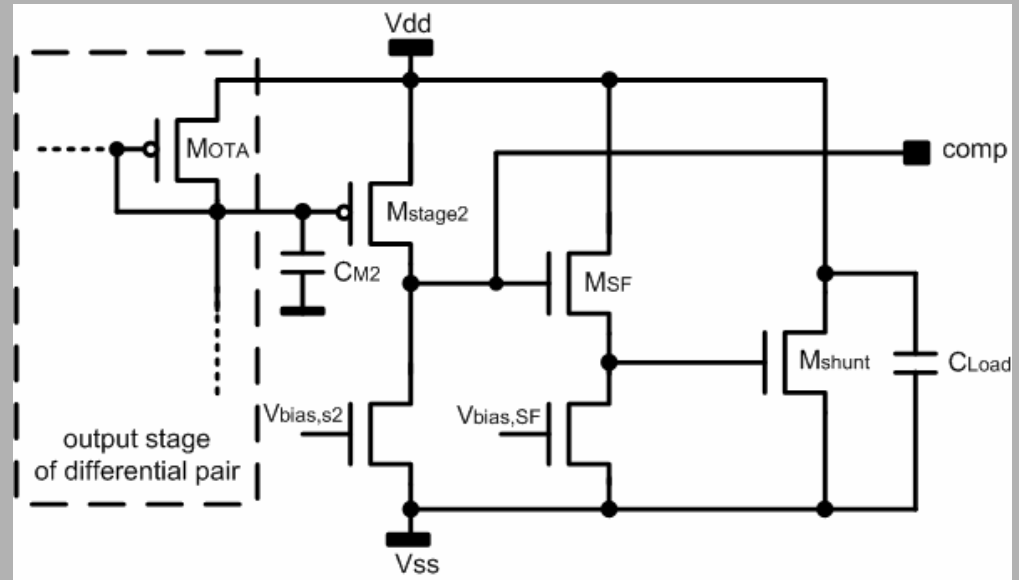 Vdd
MOTA
comp
Mstage2
CM2
MSF
Mshunt
CLoad
Vbias,s2
Vbias,SF
output stage
of differential pair
Vss